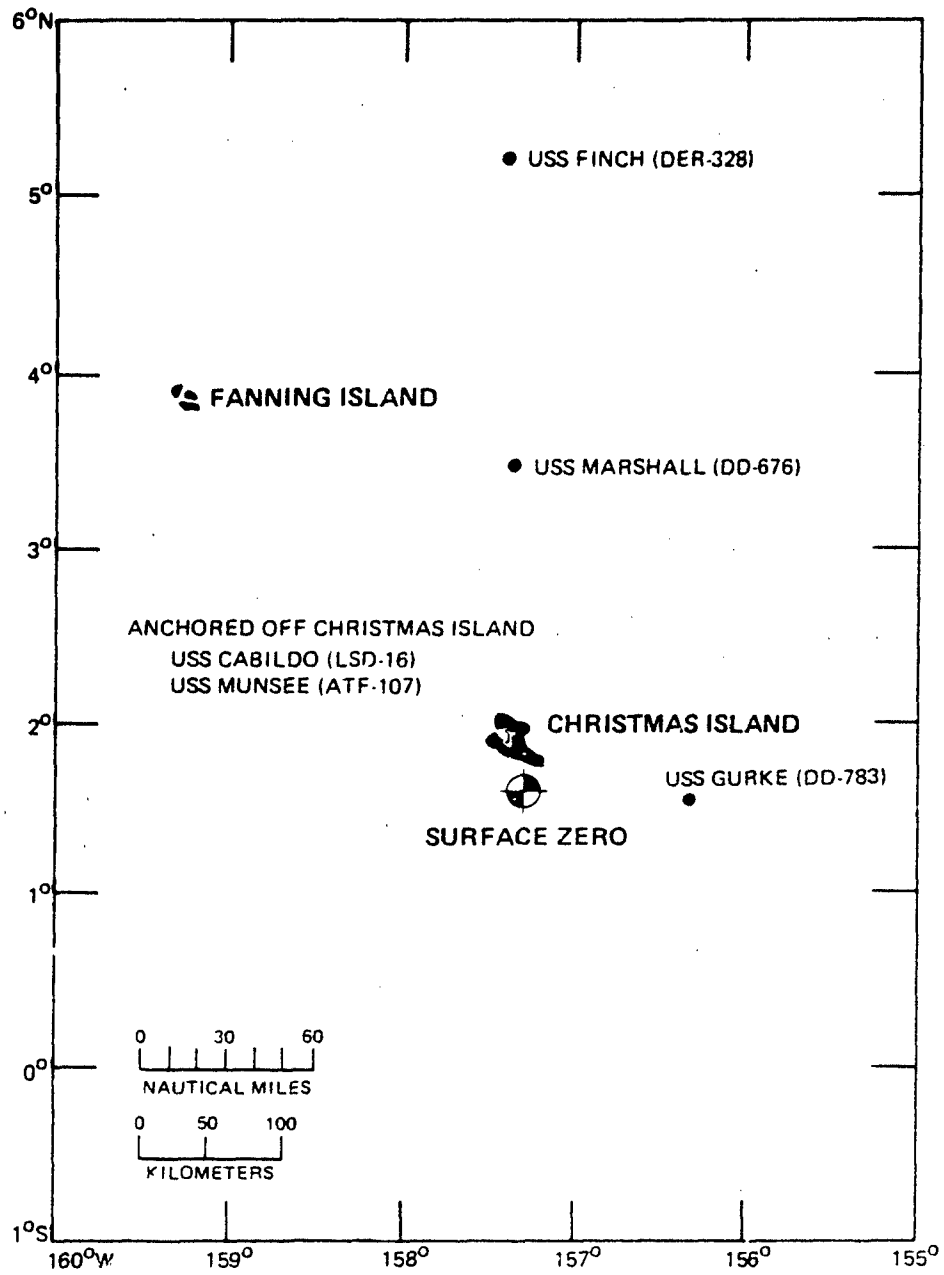 6°N
USS FINCH (DER-328)
5°
4°
FANNING ISLAND
USS MARSHALL (DD-676)
3°
ANCHORED OFF CHRISTMAS ISLAND
USS CABILDO (LSD-16)
USS MUNSEE (ATF-107)
2°
CHRISTMAS ISLAND
USS GURKE (DD-783)
SURFACE ZERO
1°
0 30 60
0°
NAUTICAL MILES
0 50 100
KILOMETERS
1°S
160°W 159° 158° 157° 156° 155°